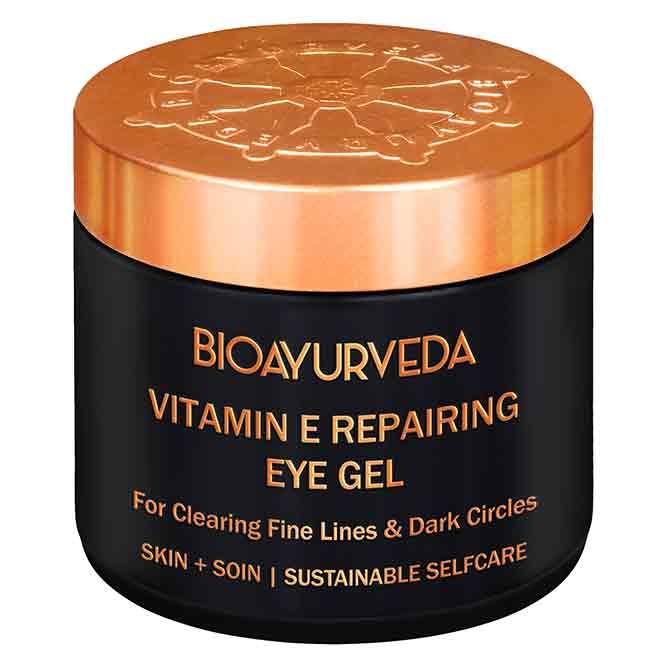 BIOAYURVEDA
VITAMIN E REPAIRING
EYE GEL
For Clearing Fine Lines & Dark Circles
SKIN + SOIN | SUSTAINABLE SELFCARE